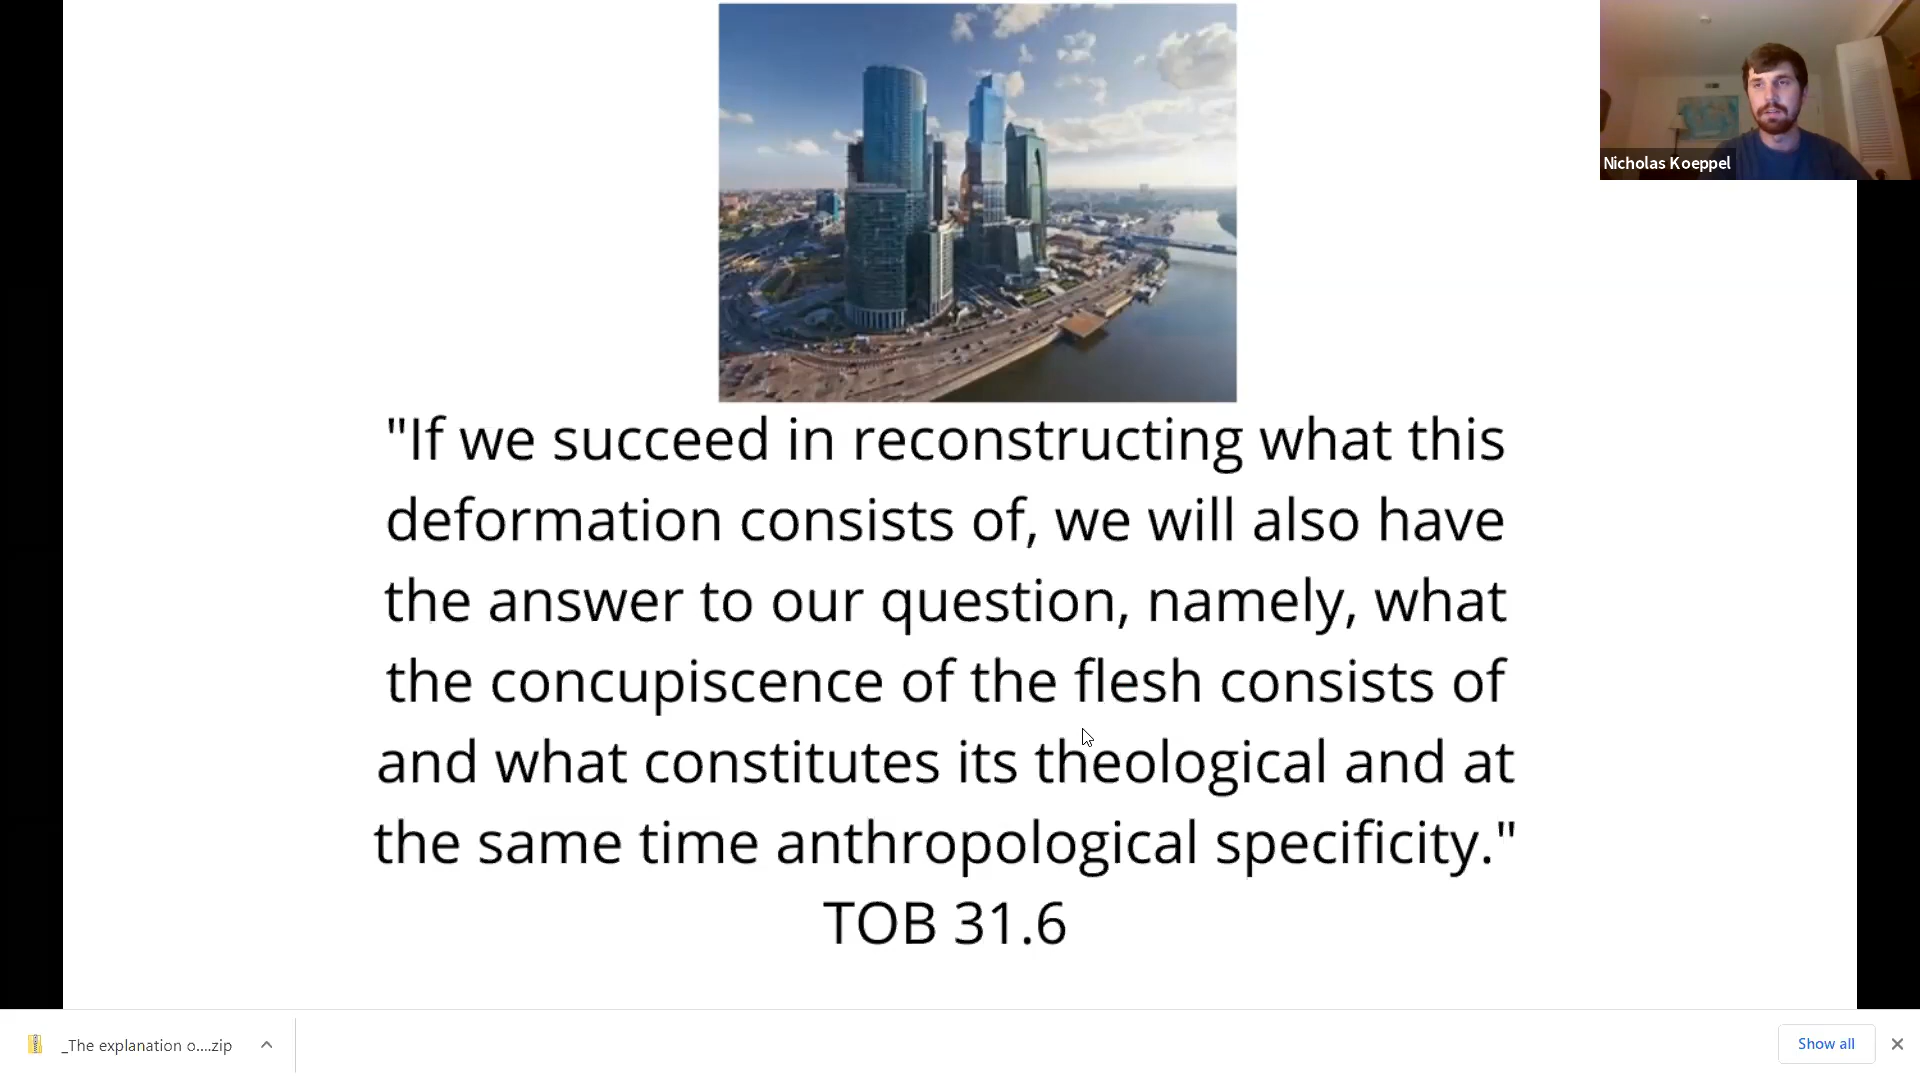 Nicholas Koeppel
"If we succeed in reconstructing what this
deformation consists of, we will also have
the answer to our question, namely, what
the concupiscence of the flesh consists of
and what constitutes its theological and at
the same time anthropological specificity."
TOB 31.6
_The explanation o....zip
Show all